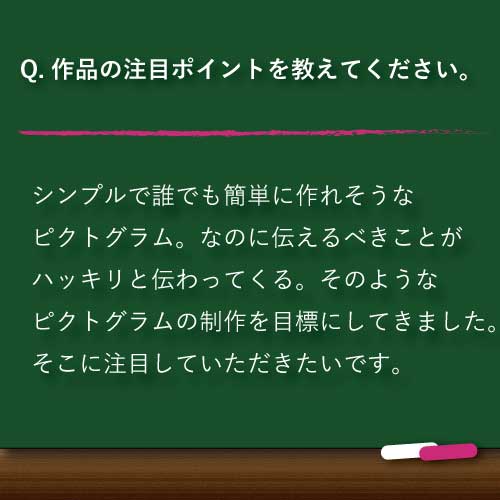 Q. 作品の注目ポイントを教えてください。
シンプルで誰でも簡単に作れそうな
ピクトグラム。なのに伝えるべきことが
ハッキリと伝わってくる。そのような
ピクトグラムの制作を目標にしてきました。
そこに注目していただきたいです。